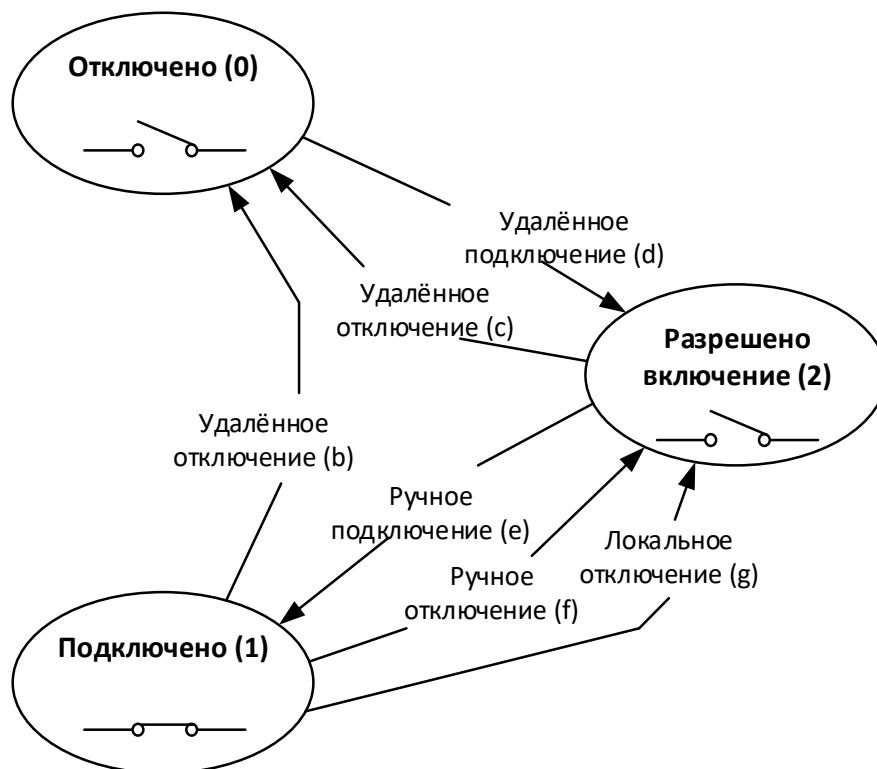 Отключено (0)
Удалённое
подключение (d)
Удалённое
отключение (c)
Разрешено
включение (2)
Удалённое
отключение (b)
Ручное
подключение (e)
Локальное
отключение (g)
Ручное
отключение (f)
Подключено (1)